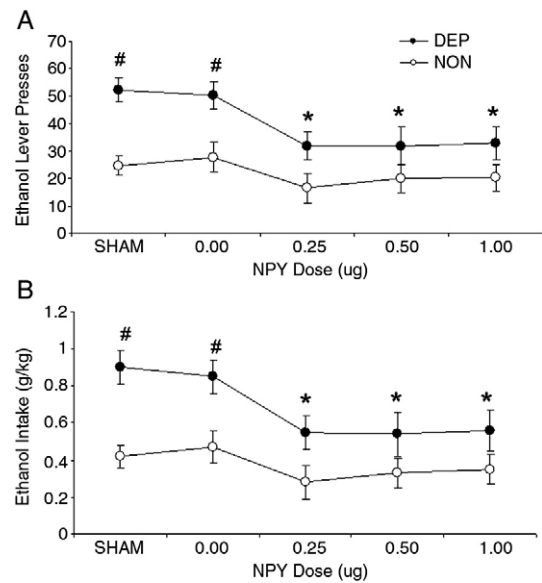 A
DEP
NON
Ethanol Lever Presses
70
60
50
40
30
20
10
0
# # * * *
SHAM 0.00 0.25 0.50 1.00
NPY Dose (ug)
B
Ethanol Intake (g/kg)
1.2
1
0.8
0.6
0.4
0.2
0
# # * * *
SHAM 0.00 0.25 0.50 1.00
NPY Dose (ug)